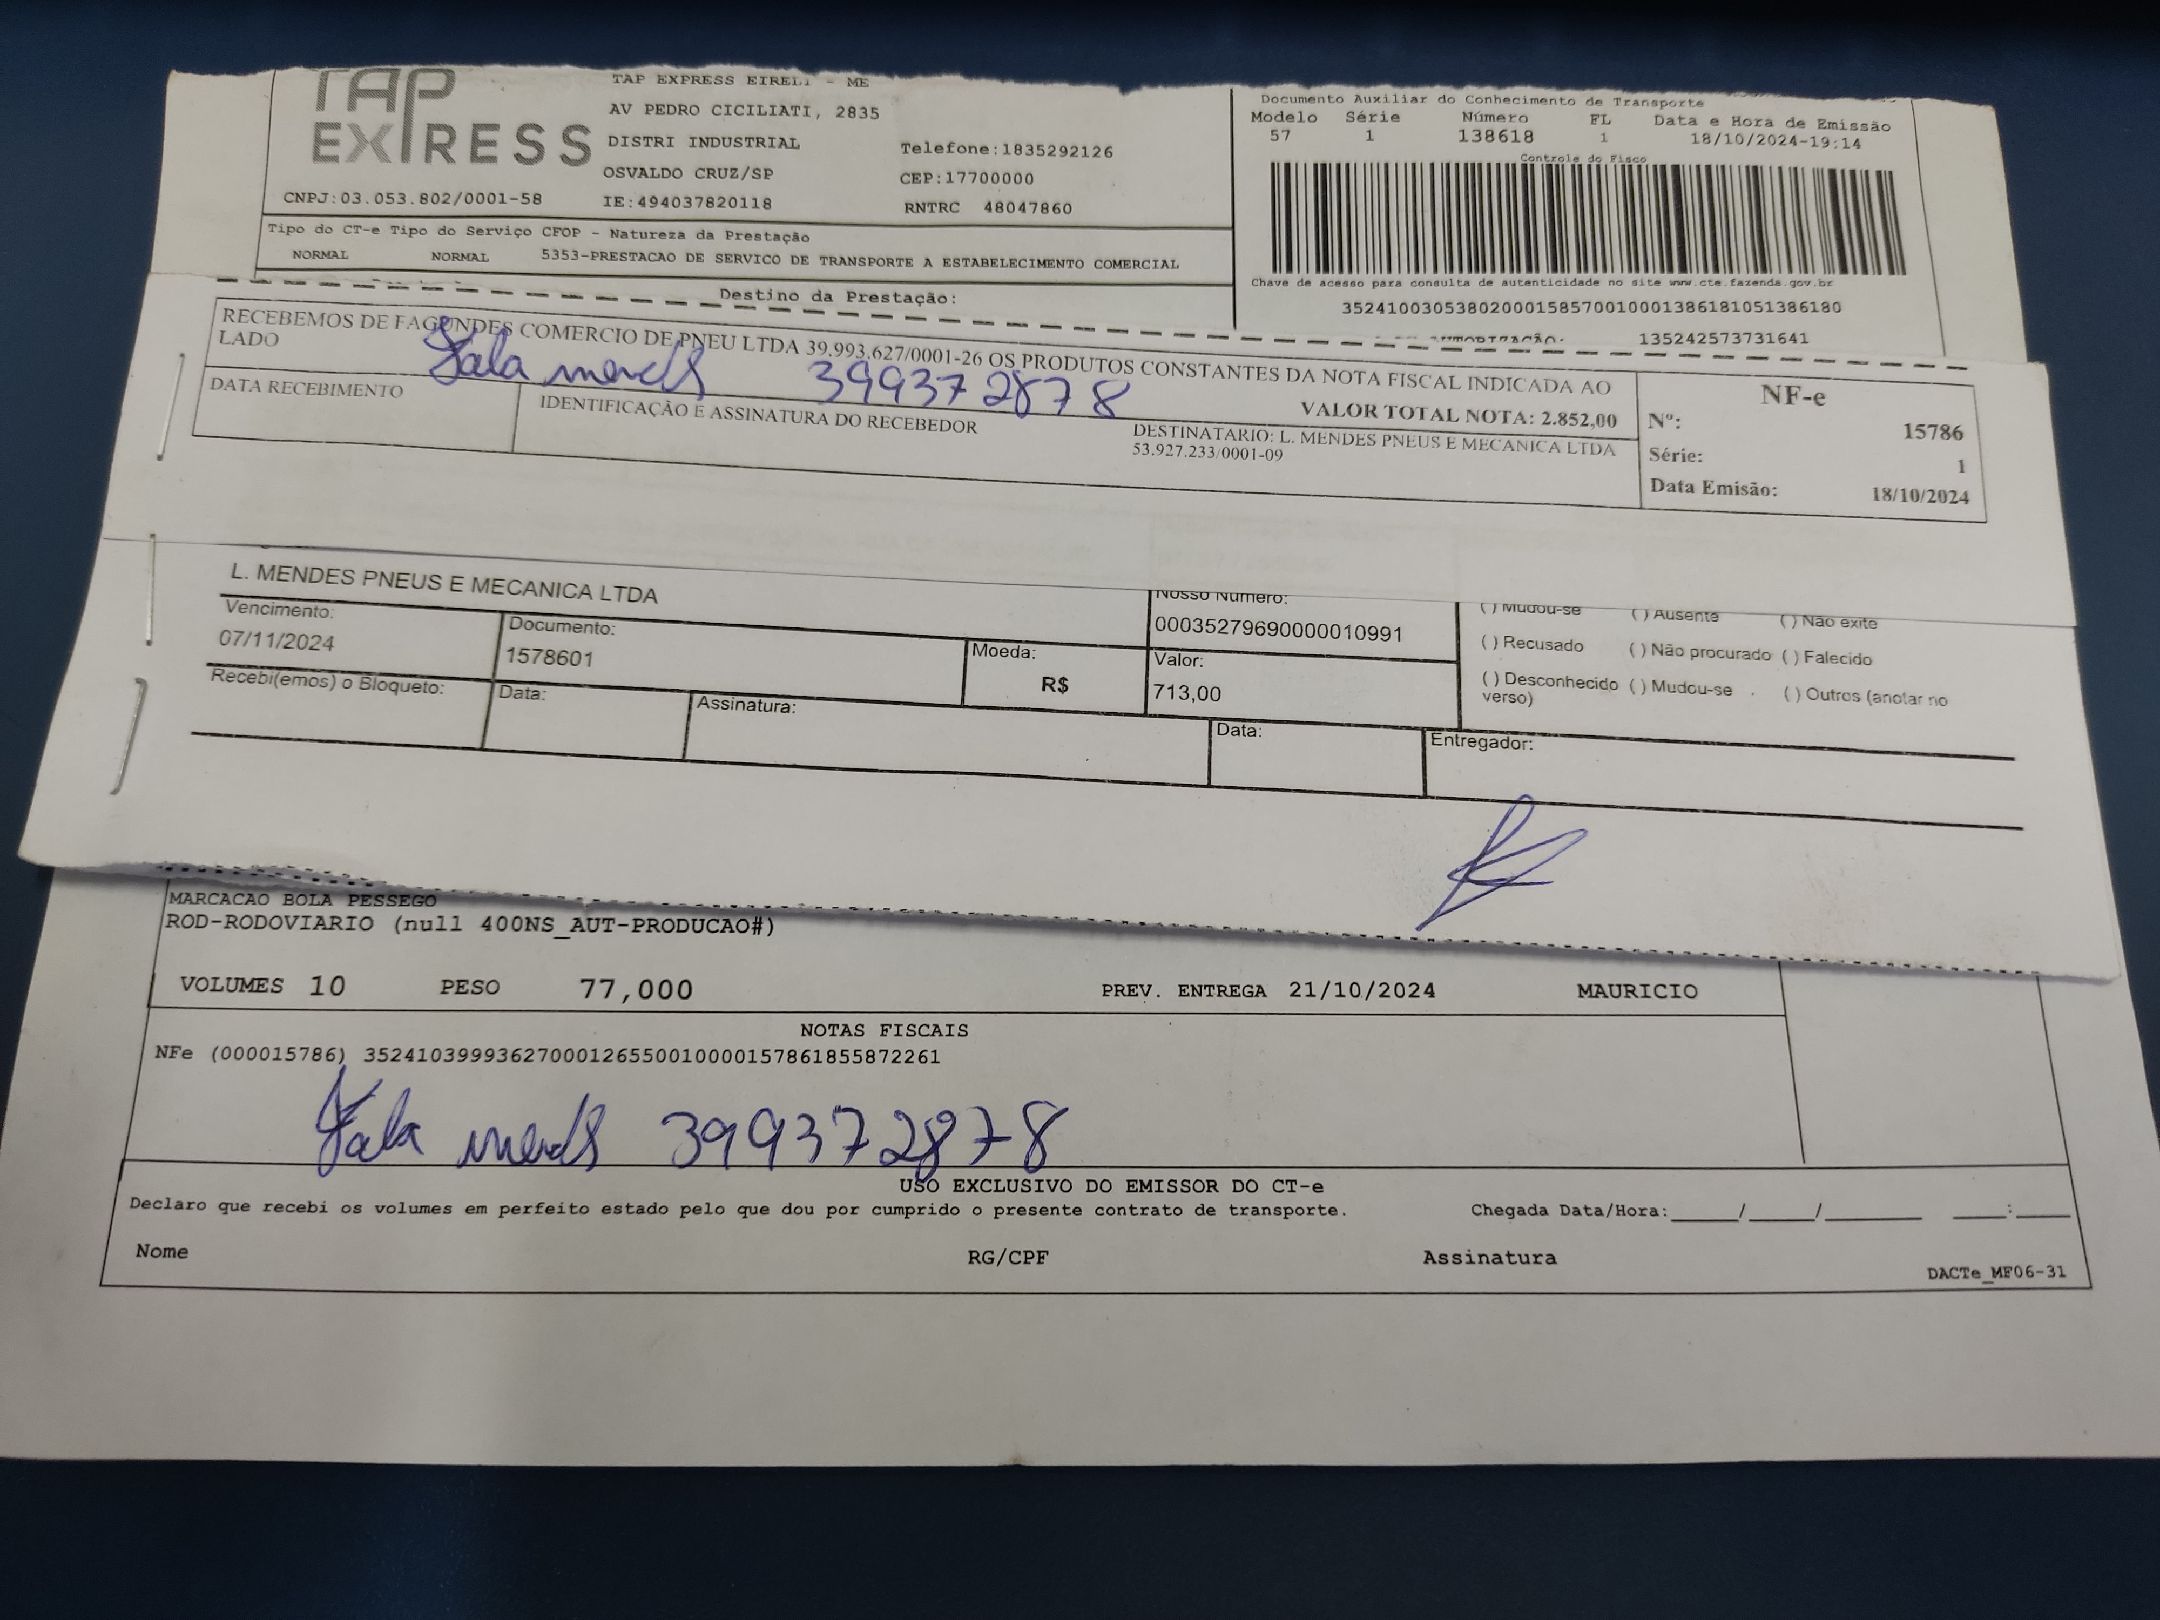 TAP EXPRESS
TAP EXPRESS EIRELI - ME
AV PEDRO CICILIATI, 2835
DISTRI INDUSTRIAL
Telefone:1835292126
OSVALDO CRUZ/SP
CEP:17700000
CNPJ:03.053.802/0001-58
IE:494037820118
RNTRC 48047860
Tipo do CT-e Tipo do Serviço CFOP - Natureza da Prestação
NORMAL NORMAL 5353-PRESTACAO DE SERVICO DE TRANSPORTE A ESTABELECIMENTO COMERCIAL
Destino da Prestação:
Documento Auxiliar do Conhecimento de Transporte
Modelo Série Número FL Data e Hora de Emissão
57 1 138618 1 18/10/2024-19:14
Controle do Fisco
Chave de acesso para consulta de autenticidade no site www.cte.fazenda.gov.br
35241003053802000158570010001386181051386180
135242573731641
RECEBEMOS DE FAGUNDES COMERCIO DE PNEU LTDA 39.993.627/0001-26 OS PRODUTOS CONSTANTES DA NOTA FISCAL INDICADA AO
LADO
399372878
VALOR TOTAL NOTA: 2.852,00
DATA RECEBIMENTO
IDENTIFICAÇÃO E ASSINATURA DO RECEBEDOR
DESTINATARIO: L. MENDES PNEUS E MECANICA LTDA
53.927.233/0001-09
NF-e
Nº: 15786
Série: 1
Data Emisão: 18/10/2024
L. MENDES PNEUS E MECANICA LTDA
Vencimento:
07/11/2024
Documento:
1578601
Moeda:
R$
Nosso Número:
00035279690000010991
Valor:
713,00
( ) Mudou-se ( ) Ausente ( ) Não exite
( ) Recusado ( ) Não procurado ( ) Falecido
( ) Desconhecido ( ) Mudou-se ( ) Outros (anotar no
verso)
Recebi(emos) o Bloqueto:
Data:
Assinatura:
Data:
Entregador:
MARCACAO BOLA PESSEGO
ROD-RODOVIARIO (null 400NS_AUT-PRODUCAO#)
VOLUMES 10 PESO 77,000 PREV. ENTREGA 21/10/2024 MAURICIO
NOTAS FISCAIS
NFe (000015786) 35241039993627000126550010000157861855872261
399372878
USO EXCLUSIVO DO EMISSOR DO CT-e
Declaro que recebi os volumes em perfeito estado pelo que dou por cumprido o presente contrato de transporte.
Chegada Data/Hora:_____/_____/________ ____:____
Nome RG/CPF Assinatura
DACTe_MF06-31